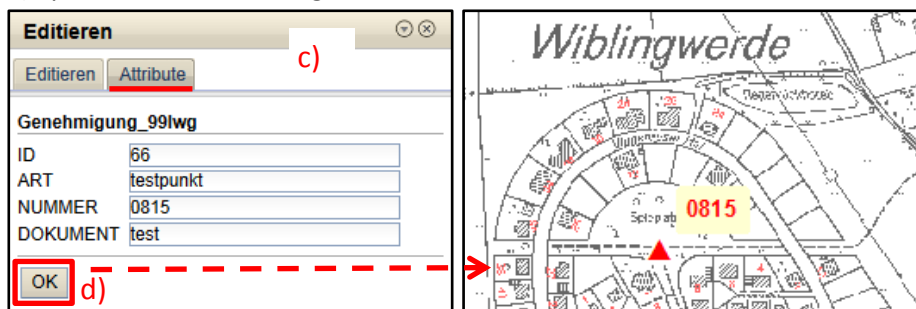 Editieren
c)
Editieren Attribute
Genehmigung_99lwg
ID 66
ART testpunkt
NUMMER 0815
DOKUMENT test
OK
d)
Wiblingwerde
0815